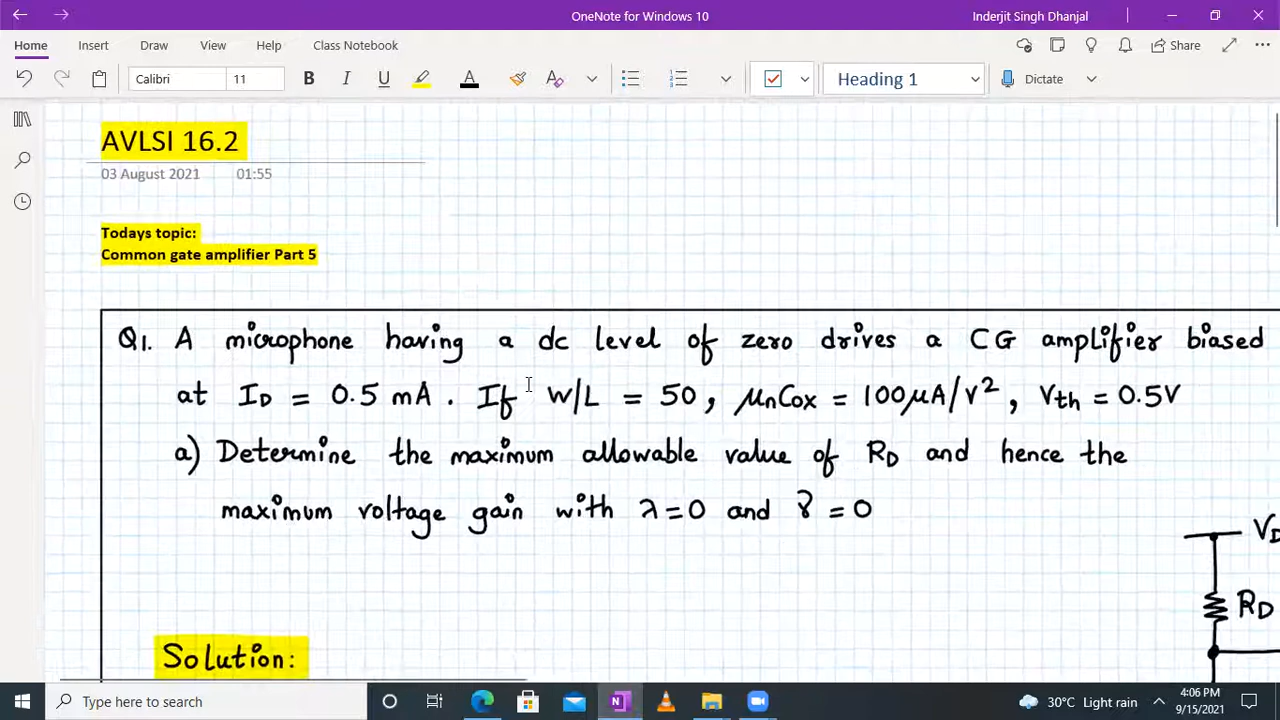 OneNote for Windows 10
Inderjit Singh Dhanjal
Home Insert Draw View Help Class Notebook
Share
Calibri 11 B I U A Heading 1 Dictate
AVLSI 16.2
03 August 2021 01:55
Todays topic:
Common gate amplifier Part 5
Q1. A microphone having a dc level of zero drives a CG amplifier biased
at ID = 0.5 mA. If W/L = 50, μnCox = 100μA/V², Vth = 0.5V
a) Determine the maximum allowable value of RD and hence the
maximum voltage gain with λ=0 and γ=0
VD
RD
Solution:
Type here to search
30°C Light rain
4:06 PM
9/15/2021